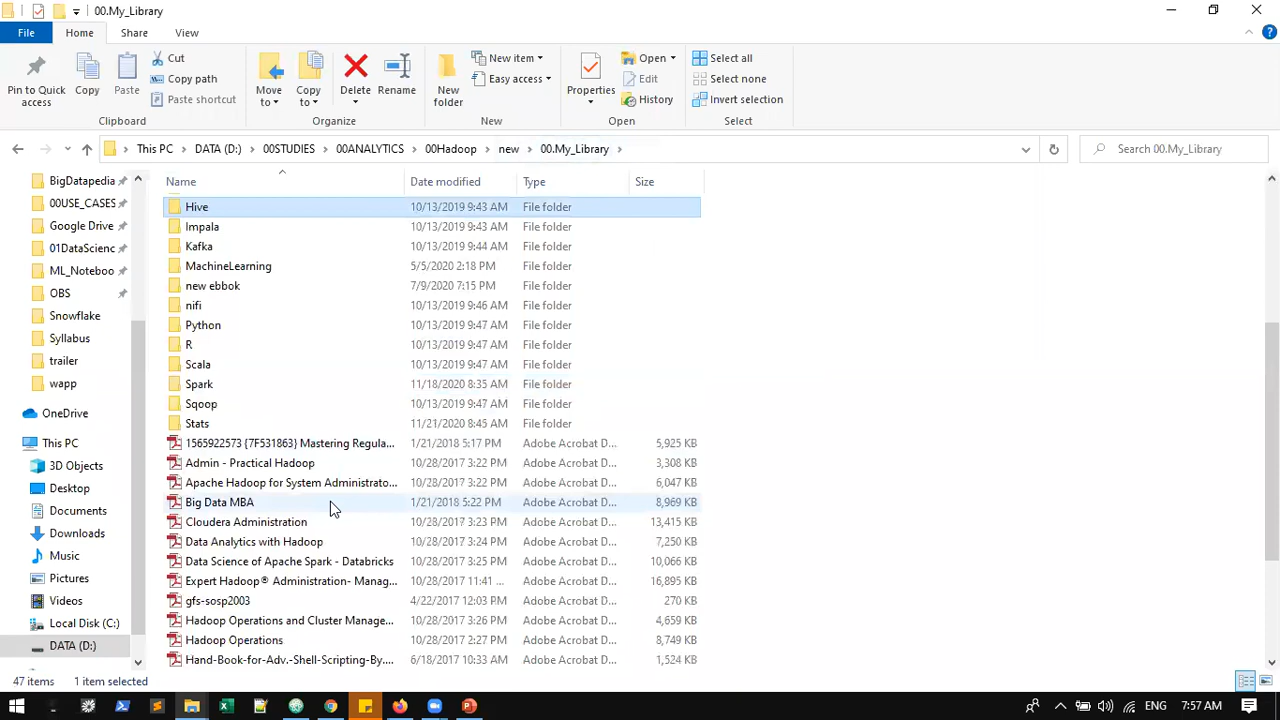 00.My_Library
File Home Share View
Pin to Quick access
Copy
Paste
Cut
Copy path
Paste shortcut
Clipboard
Move to
Copy to
Delete
Rename
Organize
New folder
New item
Easy access
New
Properties
Open
Edit
History
Open
Select all
Select none
Invert selection
Select
This PC DATA (D:) 00STUDIES 00ANALYTICS 00Hadoop new 00.My_Library
Search 00.My_Library
BigDatapedia
00USE_CASES
Google Drive
01DataScienc
ML_Noteboo
OBS
Snowflake
Syllabus
trailer
wapp
OneDrive
This PC
3D Objects
Desktop
Documents
Downloads
Music
Pictures
Videos
Local Disk (C:)
DATA (D:)
Name Date modified Type Size
Hive 10/13/2019 9:43 AM File folder
Impala 10/13/2019 9:43 AM File folder
Kafka 10/13/2019 9:44 AM File folder
MachineLearning 5/5/2020 2:18 PM File folder
new ebbok 7/9/2020 7:15 PM File folder
nifi 10/13/2019 9:46 AM File folder
Python 10/13/2019 9:47 AM File folder
R 10/13/2019 9:47 AM File folder
Scala 10/13/2019 9:47 AM File folder
Spark 11/18/2020 8:35 AM File folder
Sqoop 10/13/2019 9:47 AM File folder
Stats 11/21/2020 8:45 AM File folder
1565922573 {7F531863} Mastering Regula... 1/21/2018 5:17 PM Adobe Acrobat D... 5,925 KB
Admin - Practical Hadoop 10/28/2017 3:22 PM Adobe Acrobat D... 3,308 KB
Apache Hadoop for System Administrato... 10/28/2017 3:22 PM Adobe Acrobat D... 6,047 KB
Big Data MBA 1/21/2018 5:22 PM Adobe Acrobat D... 8,969 KB
Cloudera Administration 10/28/2017 3:23 PM Adobe Acrobat D... 13,415 KB
Data Analytics with Hadoop 10/28/2017 3:24 PM Adobe Acrobat D... 7,250 KB
Data Science of Apache Spark - Databricks 10/28/2017 3:25 PM Adobe Acrobat D... 10,066 KB
Expert Hadoop® Administration- Manag... 10/28/2017 11:41 ... Adobe Acrobat D... 16,895 KB
gfs-sosp2003 4/22/2017 12:03 PM Adobe Acrobat D... 270 KB
Hadoop Operations and Cluster Manage... 10/28/2017 3:26 PM Adobe Acrobat D... 4,659 KB
Hadoop Operations 10/28/2017 2:27 PM Adobe Acrobat D... 8,749 KB
Hand-Book-for-Adv.-Shell-Scripting-By.... 6/18/2017 10:33 AM Adobe Acrobat D... 1,524 KB
47 items 1 item selected
ENG 7:57 AM